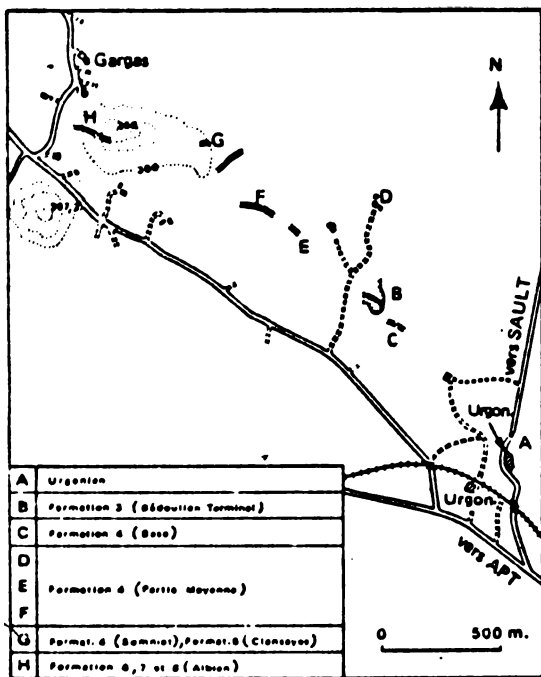 Gargas
N
H
G
F
D
E
B
C
vers SAULT
Urgon.
A
Urgon.
vers APT
A Urgonien
B Formation 3 (Bédoulien Terminal)
C Formation 4 (Base)
D
E Formation 4 (Partie Moyenne)
F
G Format. 4 (Sommet), Format. 5 (Clansayes)
H Formation 6, 7 et 8 (Albien)
0 500 m.